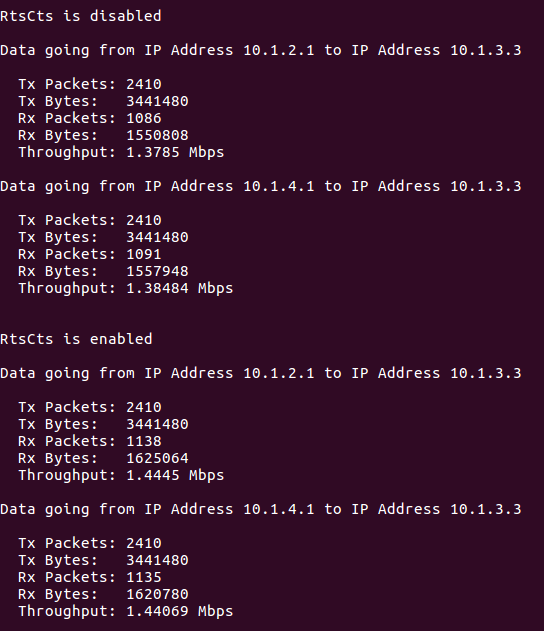 RtsCts is disabled
Data going from IP Address 10.1.2.1 to IP Address 10.1.3.3
Tx Packets: 2410
Tx Bytes:   3441480
Rx Packets: 1086
Rx Bytes:   1550808
Throughput: 1.3785 Mbps
Data going from IP Address 10.1.4.1 to IP Address 10.1.3.3
Tx Packets: 2410
Tx Bytes:   3441480
Rx Packets: 1091
Rx Bytes:   1557948
Throughput: 1.38484 Mbps
RtsCts is enabled
Data going from IP Address 10.1.2.1 to IP Address 10.1.3.3
Tx Packets: 2410
Tx Bytes:   3441480
Rx Packets: 1138
Rx Bytes:   1625064
Throughput: 1.4445 Mbps
Data going from IP Address 10.1.4.1 to IP Address 10.1.3.3
Tx Packets: 2410
Tx Bytes:   3441480
Rx Packets: 1135
Rx Bytes:   1620780
Throughput: 1.44069 Mbps